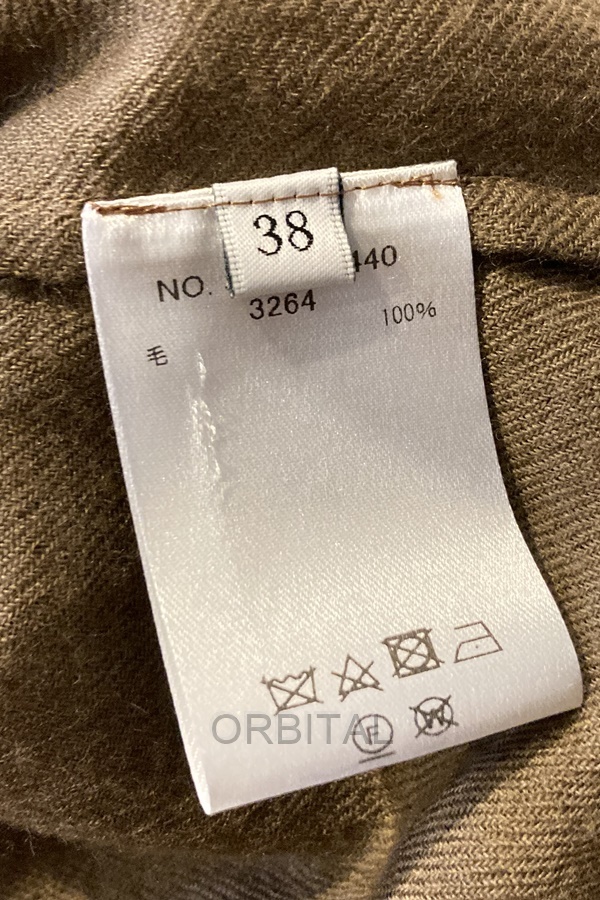 38
NO. 440
3264
毛 100%
W
ORBITAL
F